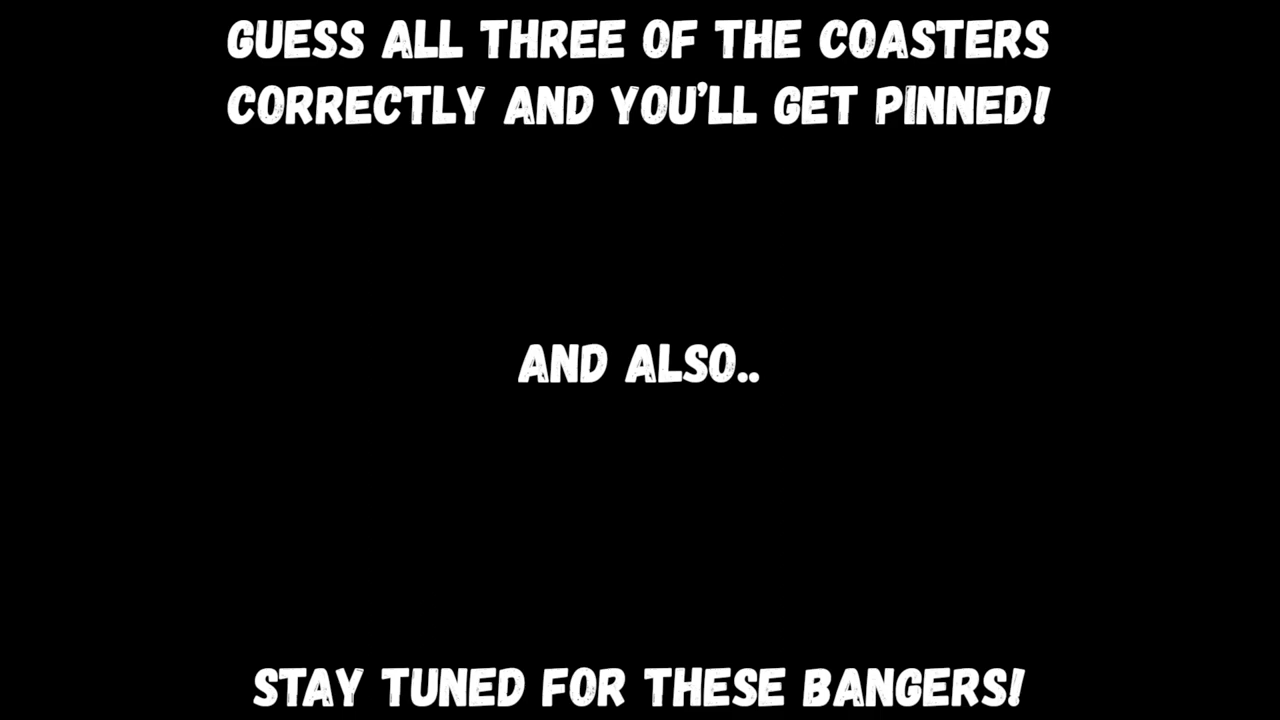 GUESS ALL THREE OF THE COASTERS
CORRECTLY AND YOU'LL GET PINNED!
AND ALSO..
STAY TUNED FOR THESE BANGERS!